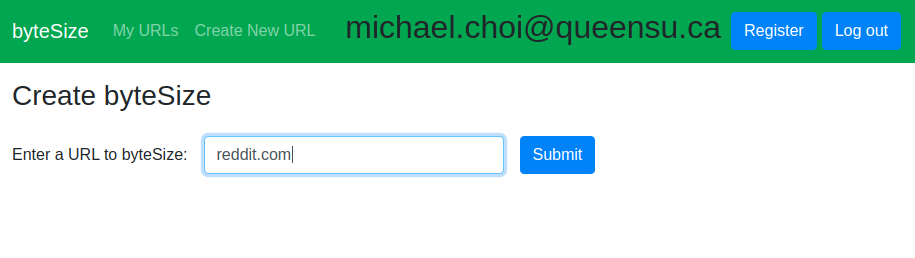 byteSize My URLs Create New URL michael.choi@queensu.ca Register Log out
Create byteSize
Enter a URL to byteSize: reddit.com Submit